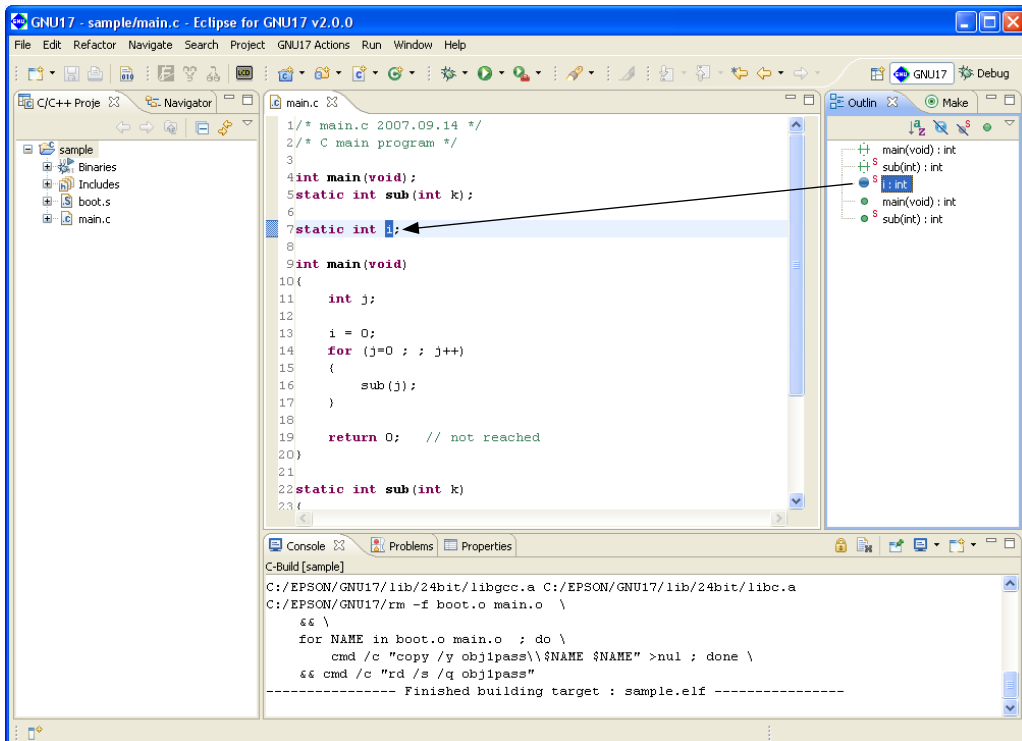 GNU17 - sample/main.c - Eclipse for GNU17 v2.0.0
File Edit Refactor Navigate Search Project GNU17 Actions Run Window Help
GNU17 Debug
C/C++ Proje Navigator
sample
Binaries
Includes
boot.s
main.c
main.c
1/* main.c 2007.09.14 */
2/* C main program */
3
4int main(void);
5static int sub(int k);
6
7static int i;
8
9int main(void)
10{
11 int j;
12
13 i = 0;
14 for (j=0 ; ; j++)
15 {
16 sub(j);
17 }
18
19 return 0; // not reached
20}
21
22static int sub(int k)
23{
Outlin Make
main(void) : int
sub(int) : int
i : int
main(void) : int
sub(int) : int
Console Problems Properties
C-Build [sample]
C:/EPSON/GNU17/lib/24bit/libgcc.a C:/EPSON/GNU17/lib/24bit/libc.a
C:/EPSON/GNU17/rm -f boot.o main.o \
&& \
for NAME in boot.o main.o ; do \
cmd /c "copy /y obj1pass\\$NAME $NAME" >nul ; done \
&& cmd /c "rd /s /q obj1pass"
---------------- Finished building target : sample.elf ----------------